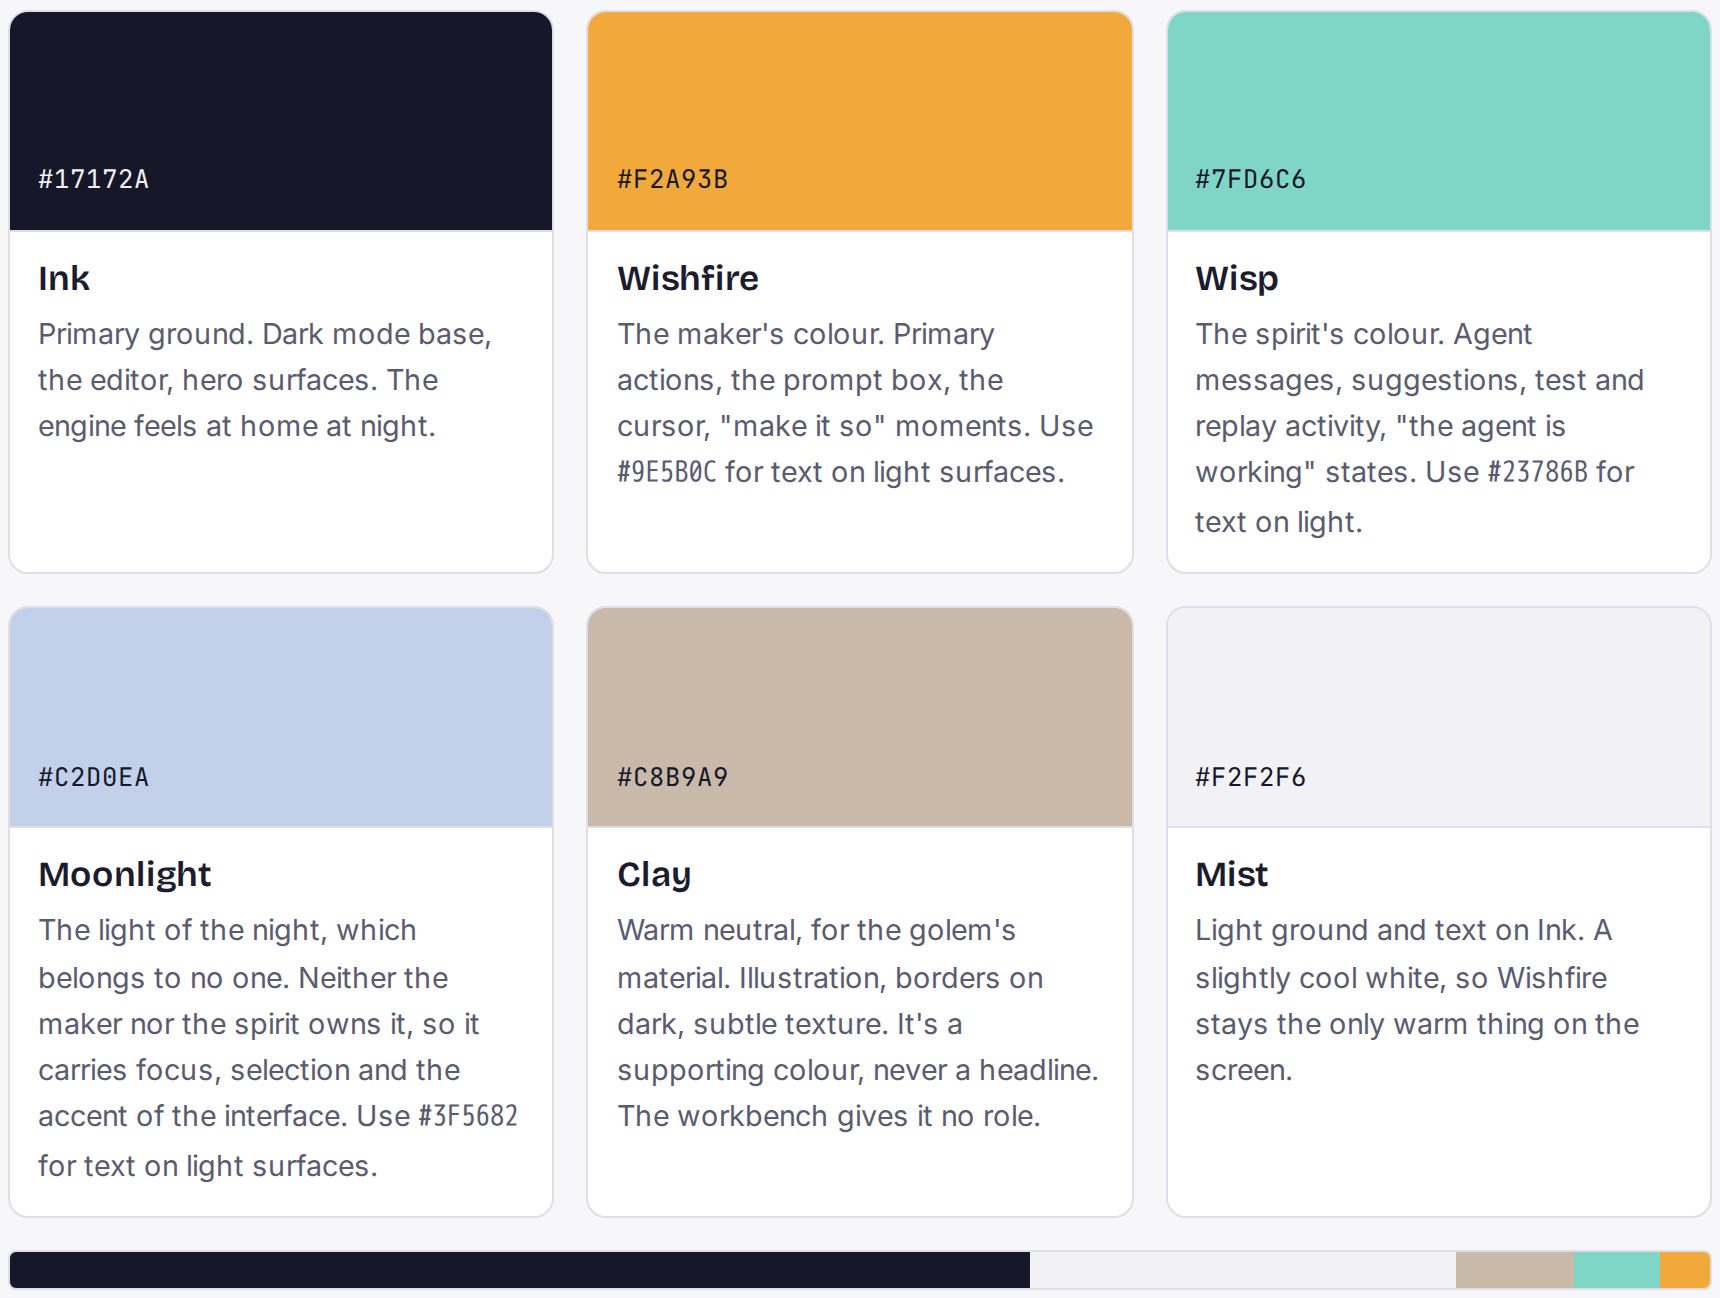 #17172A
Ink
Primary ground. Dark mode base,
the editor, hero surfaces. The
engine feels at home at night.
#F2A93B
Wishfire
The maker's colour. Primary
actions, the prompt box, the
cursor, "make it so" moments. Use
#9E5B0C for text on light surfaces.
#7FD6C6
Wisp
The spirit's colour. Agent
messages, suggestions, test and
replay activity, "the agent is
working" states. Use #23786B for
text on light.
#C2D0EA
Moonlight
The light of the night, which
belongs to no one. Neither the
maker nor the spirit owns it, so it
carries focus, selection and the
accent of the interface. Use #3F5682
for text on light surfaces.
#C8B9A9
Clay
Warm neutral, for the golem's
material. Illustration, borders on
dark, subtle texture. It's a
supporting colour, never a headline.
The workbench gives it no role.
#F2F2F6
Mist
Light ground and text on Ink. A
slightly cool white, so Wishfire
stays the only warm thing on the
screen.